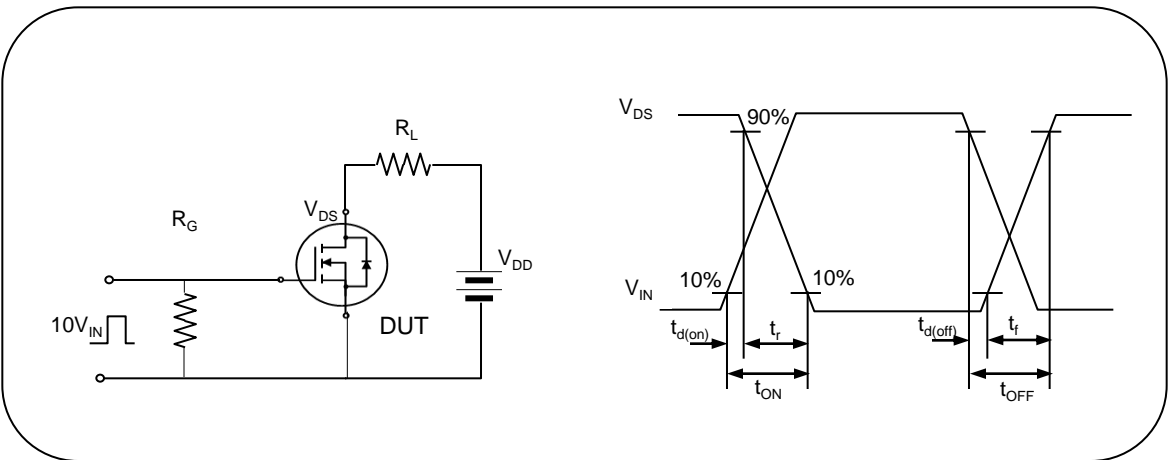 R_L
R_G
V_DS
V_DD
10V_IN
DUT
V_DS
90%
10%
10%
V_IN
t_d(on)
t_r
t_d(off)
t_f
t_ON
t_OFF